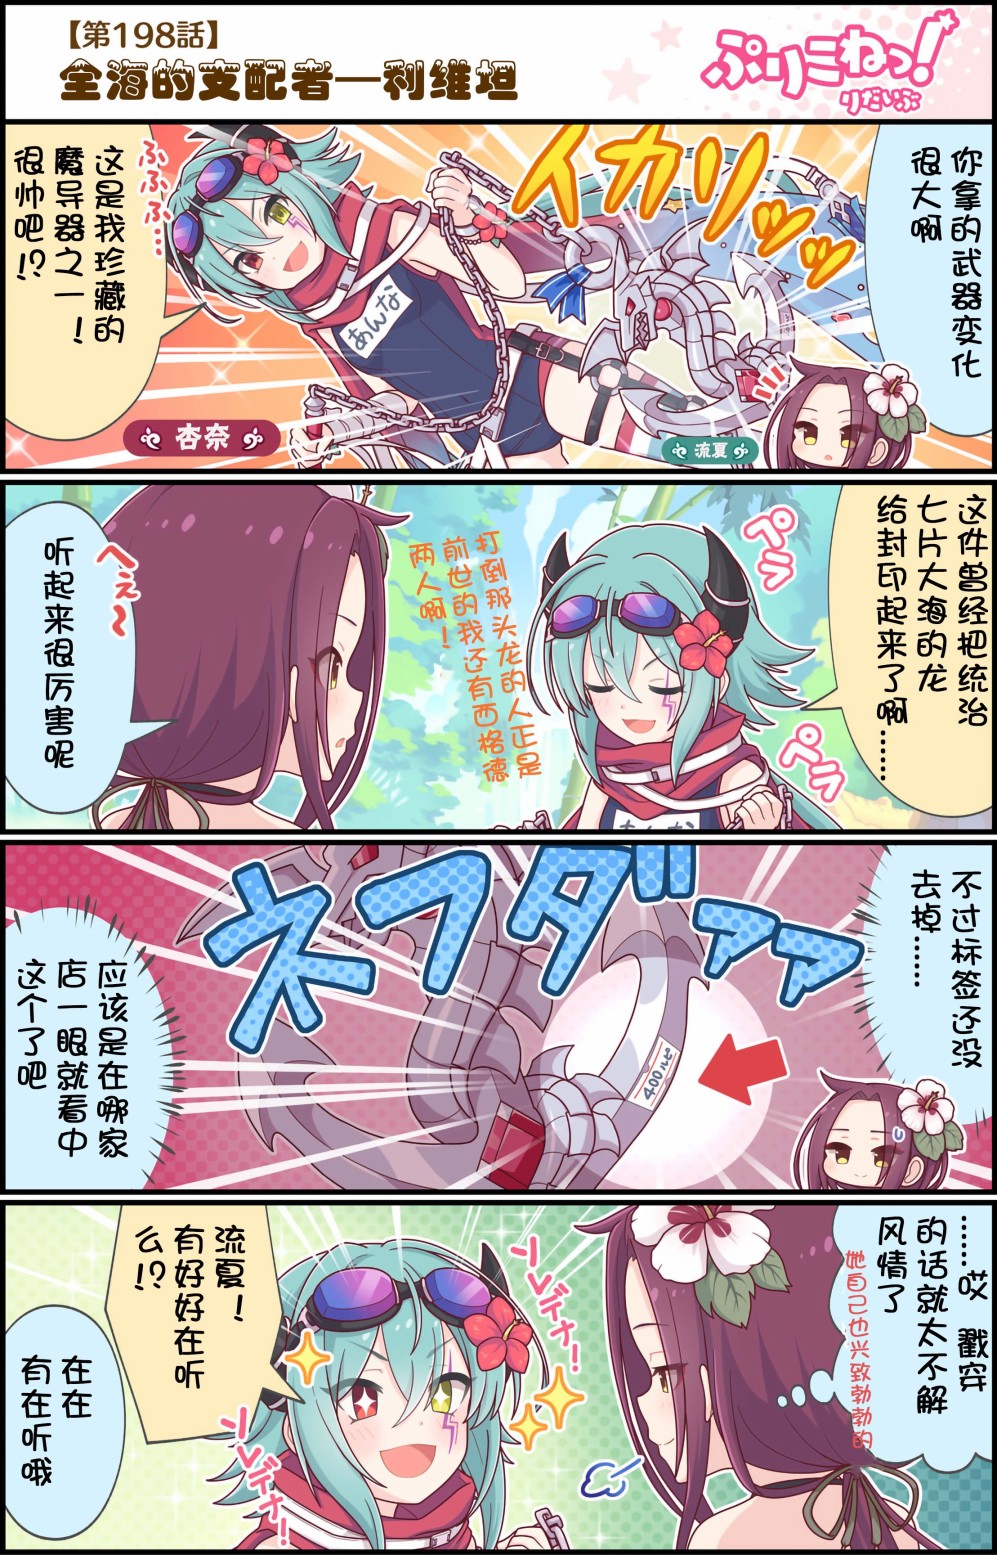 【第198話】
全海的支配者—利维坦
ぷりこねっ!
りだいぶ
你拿的武器变化
很大啊
イカリッッ
ふふふ…
这是我珍藏的
魔导器之一！
很帅吧!?
あんな
杏奈
流夏
这件曾经把统治
七片大海的龙
给封印起来了啊……
ペラ
ペラ
打倒那头龙的人正是
前世的我还有西格德
两人啊！
へぇ～
听起来很厉害呢
あんな
不过标签还没
去掉……
ネフダァァ
400ルピ
应该是在哪家
店一眼就看中
这个了吧
……哎　戳穿
的话就太不解
风情了
她自己也兴致勃勃的
ソレデナ!
流夏！
有好好在听
么!?
ソレデナ!!
在在
有在听哦